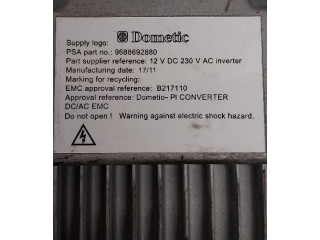 Supply logo: Dometic
PSA part no.: 9688692880
Part supplier reference: 12 V DC 230 V AC inverter
Manufacturing date: 17/11
Marking for recycling:
EMC approval reference: B217110
Approval reference: Dometic– PI CONVERTER
DC/AC EMC
Do not open ! Warning against electric shock hazard.